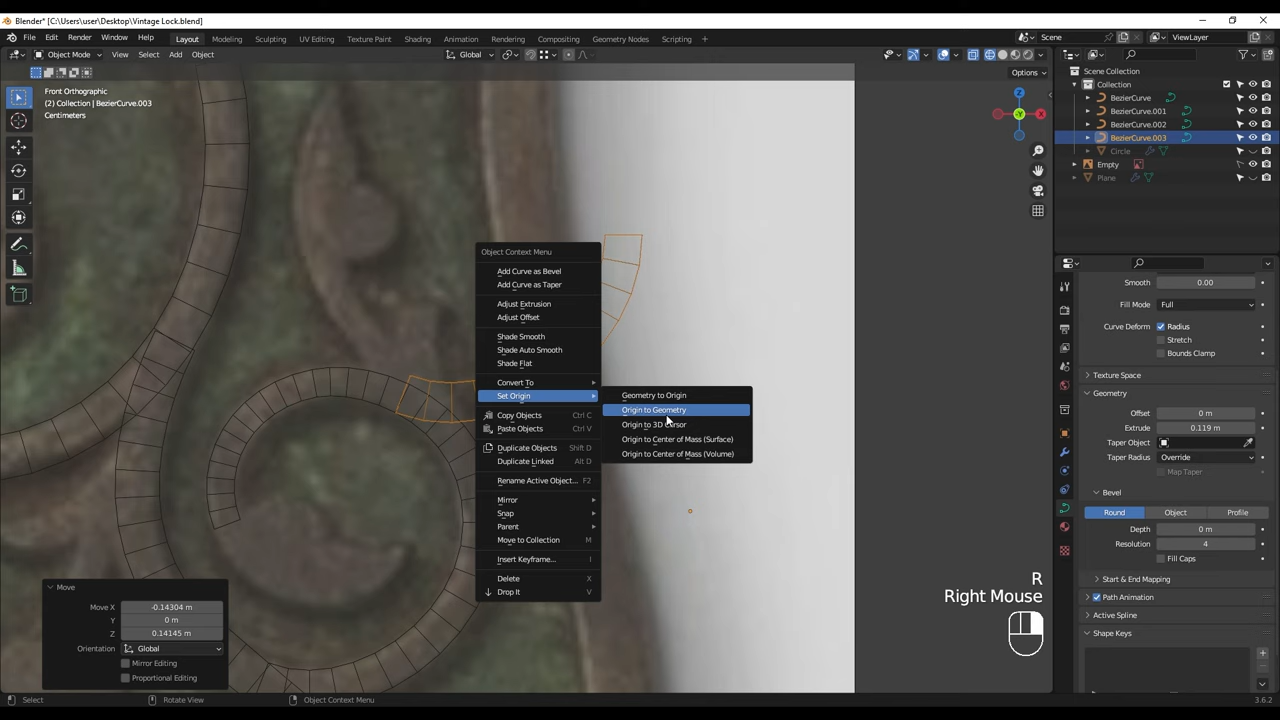 Blender* [C:\Users\user\Desktop\Vintage Lock.blend]
File Edit Render Window Help Layout Modeling Sculpting UV Editing Texture Paint Shading Animation Rendering Compositing Geometry Nodes Scripting + Scene ViewLayer
Object Mode View Select Add Object Global
Options
Front Orthographic
(2) Collection | BezierCurve.003
Centimeters
Z
X
-Y
Scene Collection
Collection
BezierCurve
BezierCurve.001
BezierCurve.002
BezierCurve.003
Circle
Empty
Plane
Object Context Menu
Add Curve as Bevel
Add Curve as Taper
Adjust Extrusion
Adjust Offset
Shade Smooth
Shade Auto Smooth
Shade Flat
Convert To
Set Origin
Copy Objects Ctrl C
Paste Objects Ctrl V
Duplicate Objects Shift D
Duplicate Linked Alt D
Rename Active Object... F2
Mirror
Snap
Parent
Move to Collection M
Insert Keyframe... I
Delete X
Drop It V
Geometry to Origin
Origin to Geometry
Origin to 3D Cursor
Origin to Center of Mass (Surface)
Origin to Center of Mass (Volume)
Smooth 0.00
Fill Mode Full
Curve Deform Radius
Stretch
Bounds Clamp
Texture Space
Geometry
Offset 0 m
Extrude 0.119 m
Taper Object
Taper Radius Override
Map Taper
Bevel
Round Object Profile
Depth 0 m
Resolution 4
Fill Caps
Start & End Mapping
Path Animation
Active Spline
Shape Keys
R
Right Mouse
Move
Move X -0.14304 m
Y 0 m
Z 0.14145 m
Orientation Global
Mirror Editing
Proportional Editing
Select Rotate View Object Context Menu 3.6.2